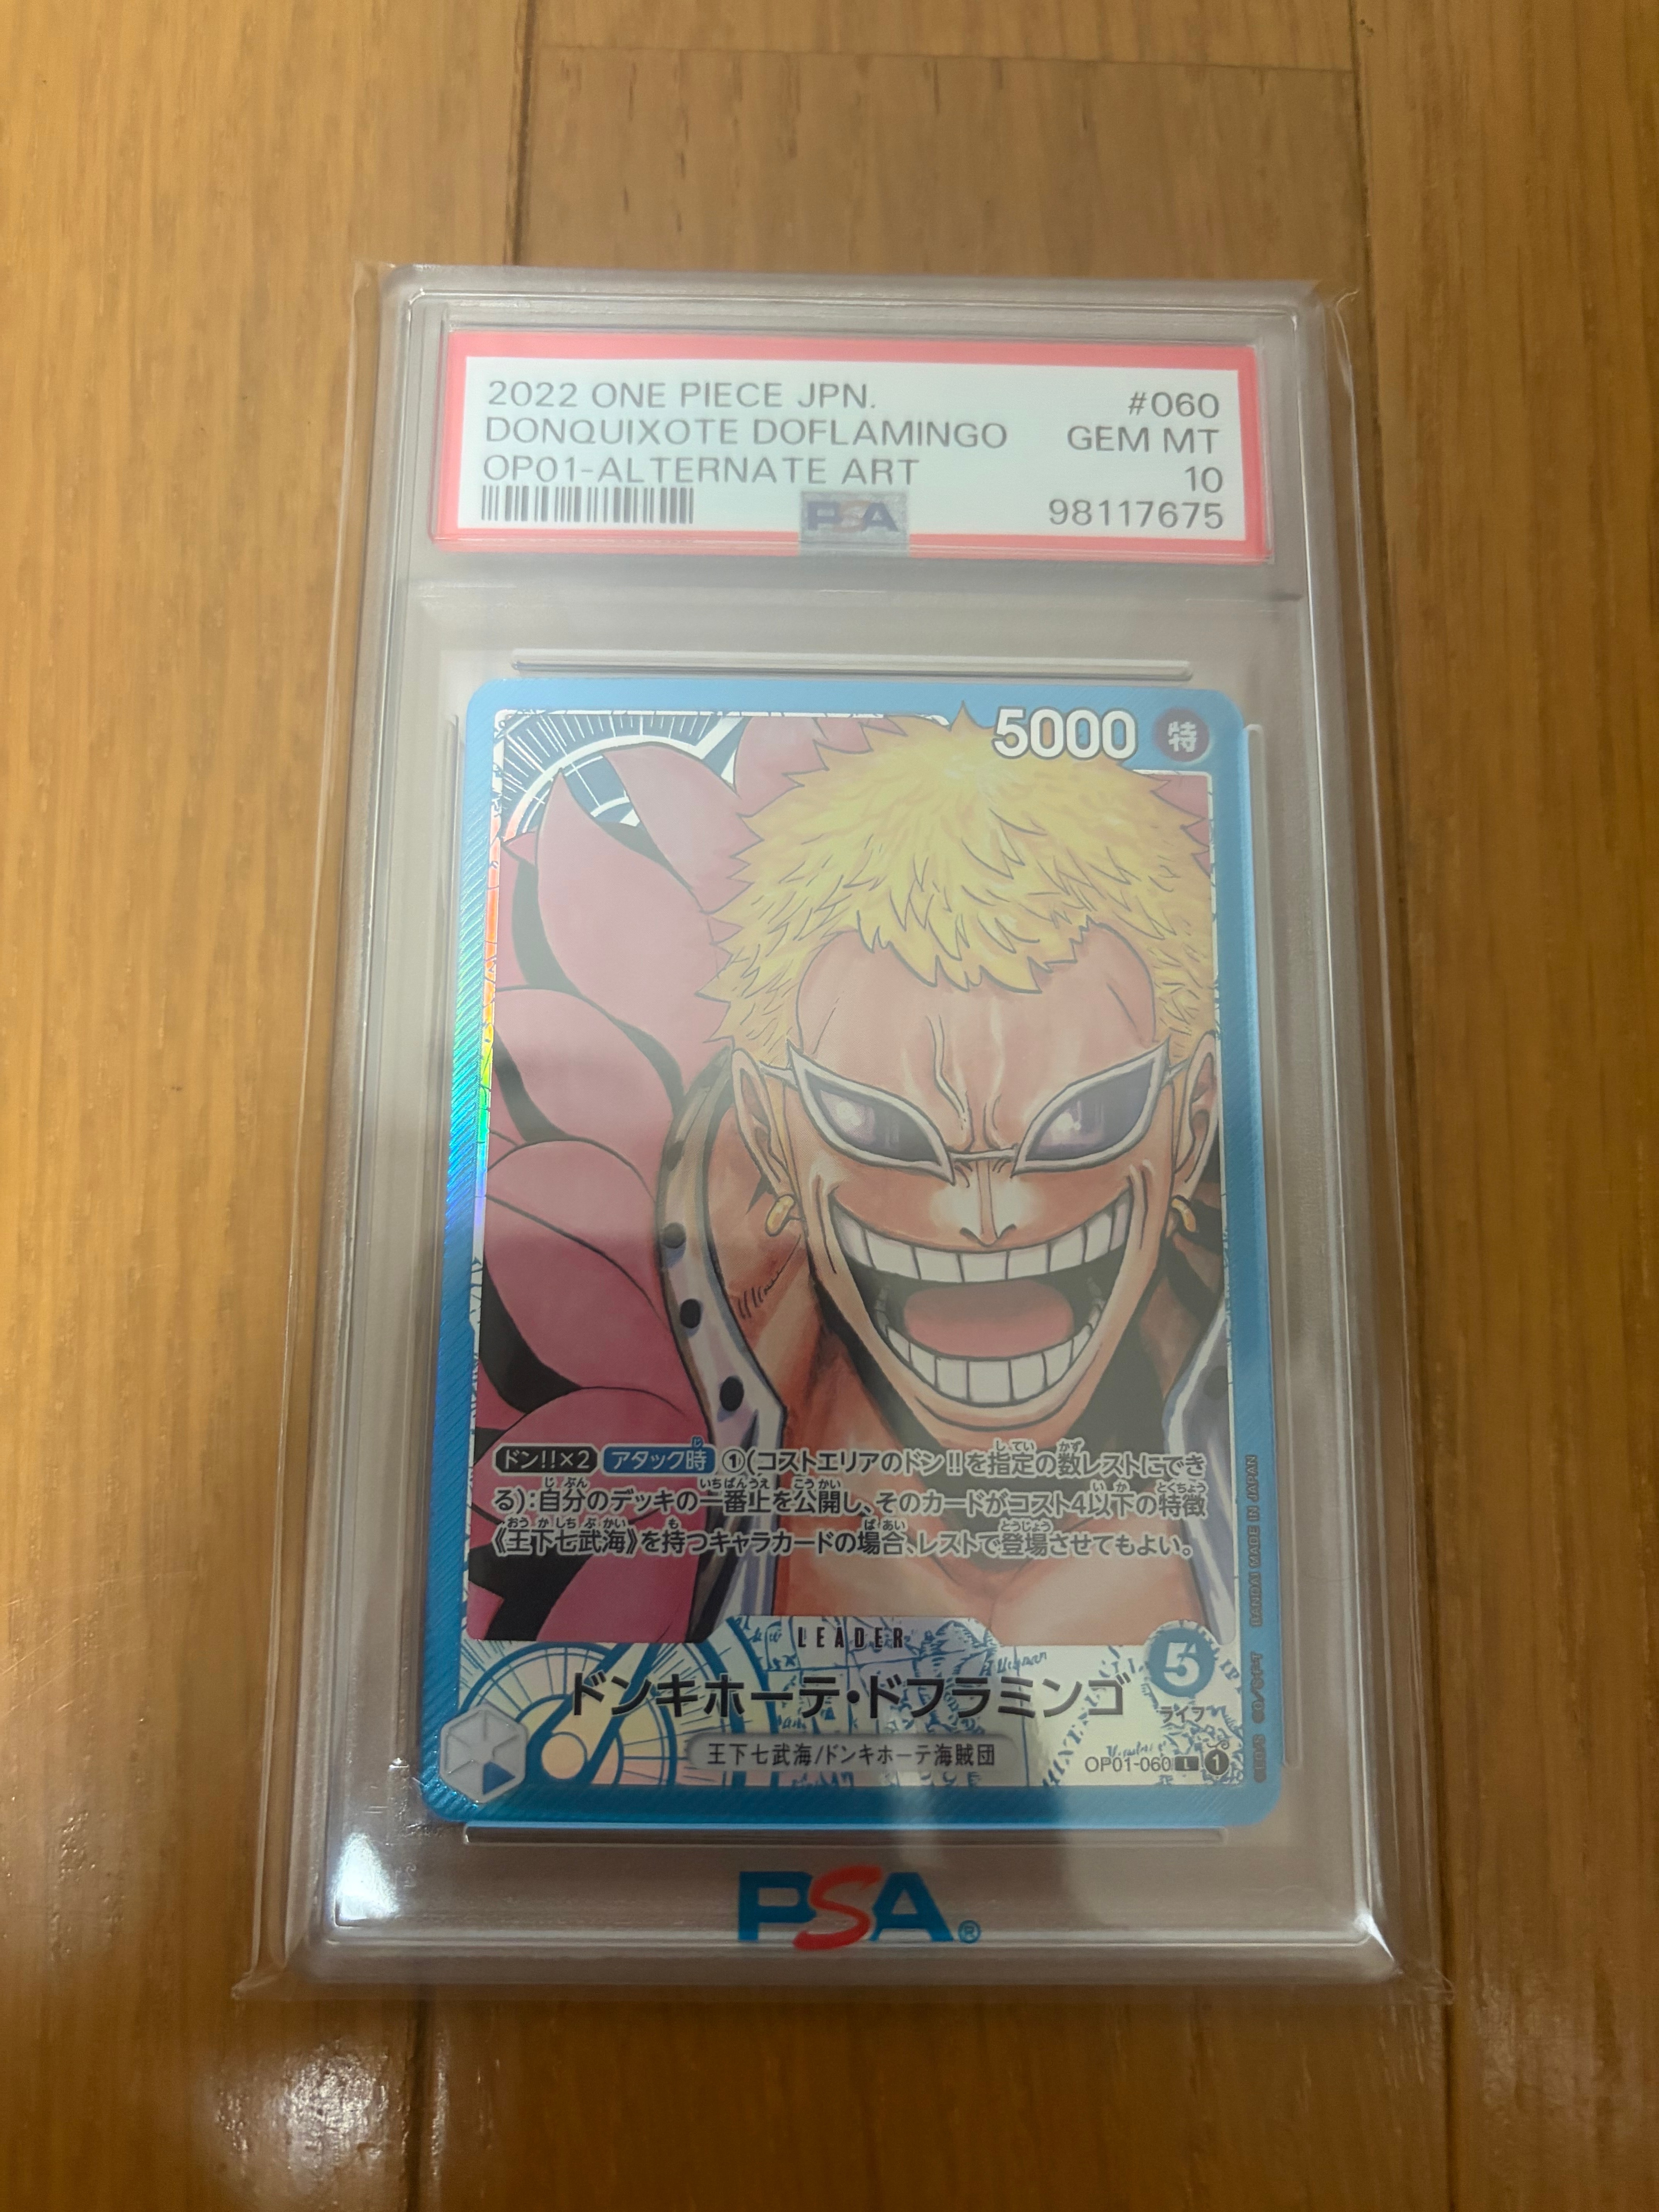 2022 ONE PIECE JPN. #060
DONQUIXOTE DOFLAMINGO GEM MT
OP01-ALTERNATE ART 10
PSA 98117675
5000 特
ドン!!×2 アタック時 ①(コストエリアのドン!!を指定の数レストにでき
る):自分のデッキの一番上を公開し、そのカードがコスト4以下の特徴
《王下七武海》を持つキャラカードの場合、レストで登場させてもよい。
LEADER
5
ドンキホーテ・ドフラミンゴ
ライフ
王下七武海/ドンキホーテ海賊団
OP01-060 L 1
BANDAI MADE IN JAPAN
PSA®